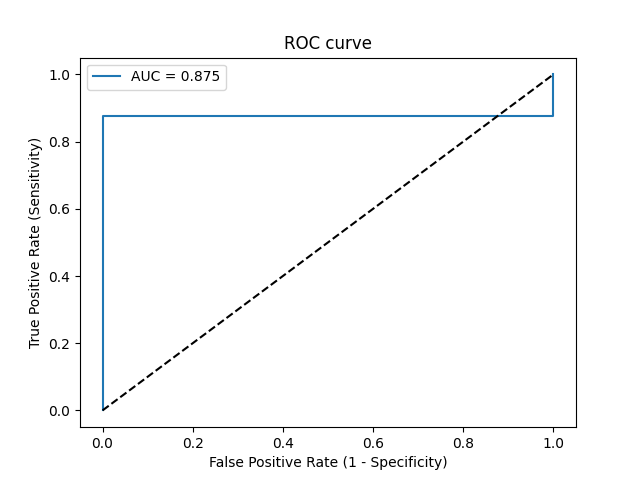 ROC curve
AUC = 0.875
True Positive Rate (Sensitivity)
1.0
0.8
0.6
0.4
0.2
0.0
0.0 0.2 0.4 0.6 0.8 1.0
False Positive Rate (1 - Specificity)